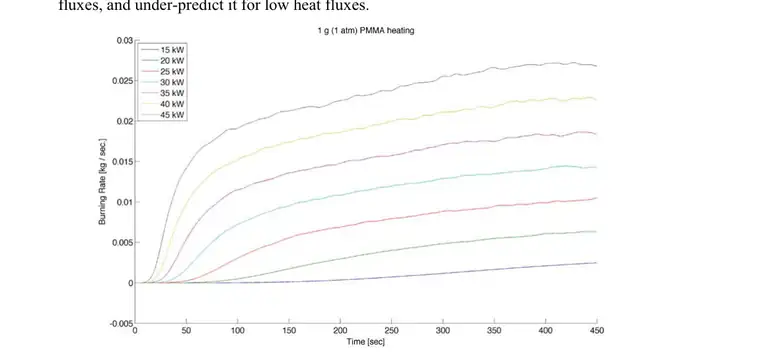 fluxes, and under-predict it for low heat fluxes.
1 g (1 atm) PMMA heating
0.03
0.025
0.02
0.015
0.01
0.005
0
-0.005
Burning Rate [kg / sec.]
15 kW
20 kW
25 kW
30 kW
35 kW
40 kW
45 kW
0 50 100 150 200 250 300 350 400 450
Time [sec]